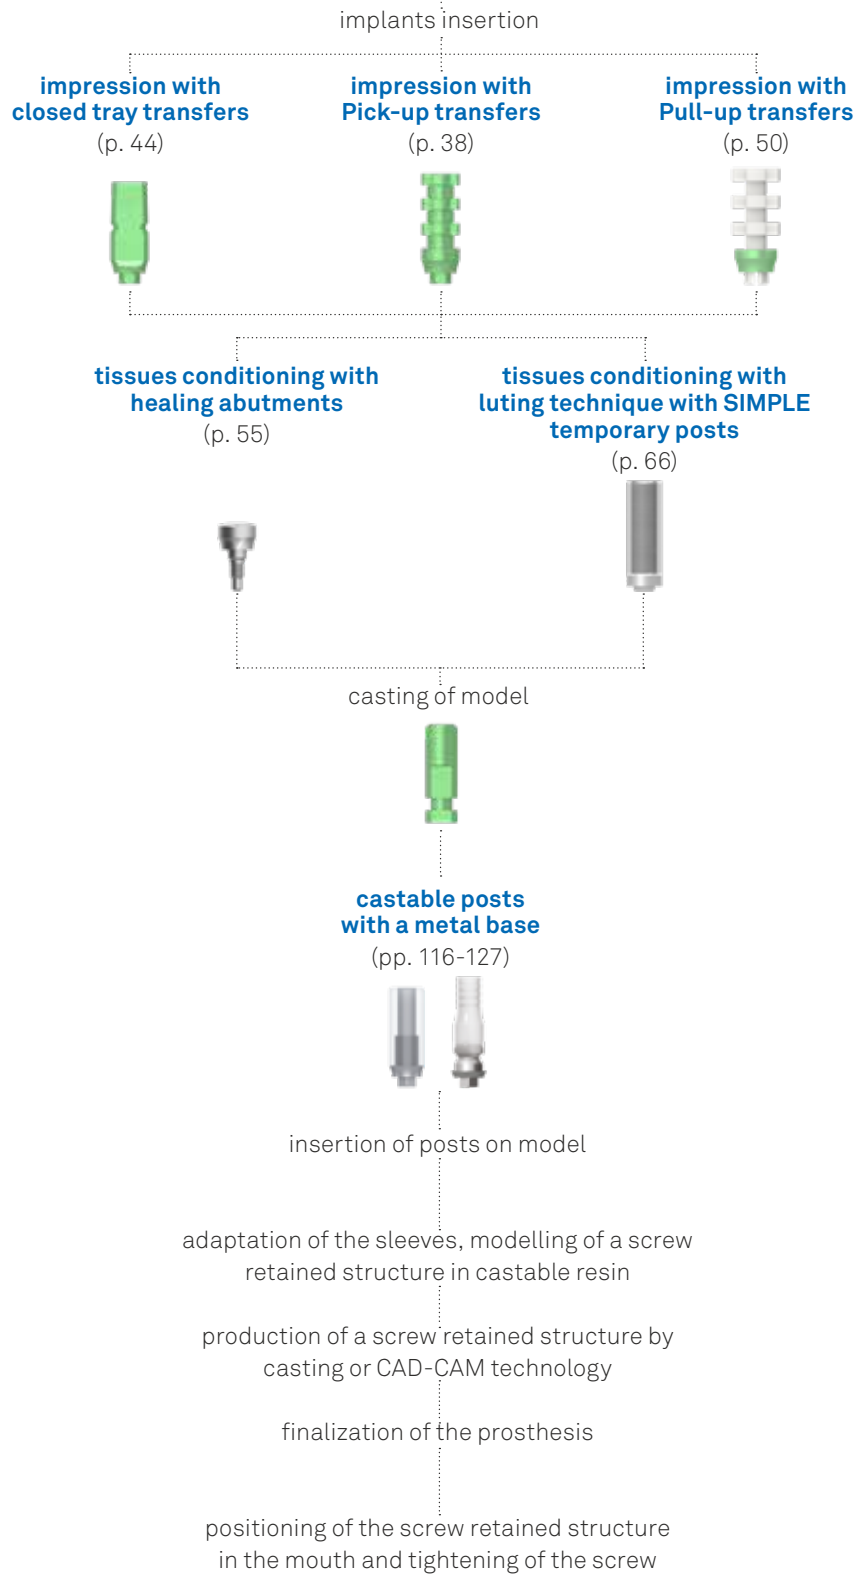 implants insertion
impression with
closed tray transfers
(p. 44)
impression with
Pick-up transfers
(p. 38)
impression with
Pull-up transfers
(p. 50)
tissues conditioning with
healing abutments
(p. 55)
tissues conditioning with
luting technique with SIMPLE
temporary posts
(p. 66)
casting of model
castable posts
with a metal base
(pp. 116-127)
insertion of posts on model
adaptation of the sleeves, modelling of a screw
retained structure in castable resin
production of a screw retained structure by
casting or CAD-CAM technology
finalization of the prosthesis
positioning of the screw retained structure
in the mouth and tightening of the screw